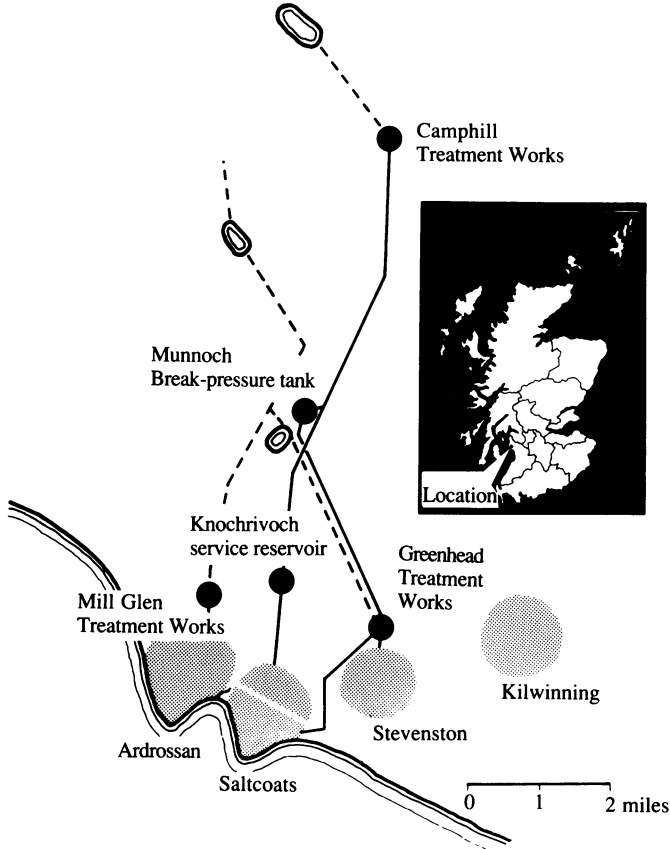 Camphill
Treatment Works
Munnoch
Break-pressure tank
Location
Knochrivoch
service reservoir
Greenhead
Treatment
Works
Mill Glen
Treatment Works
Kilwinning
Stevenston
Ardrossan
Saltcoats
0 1 2 miles